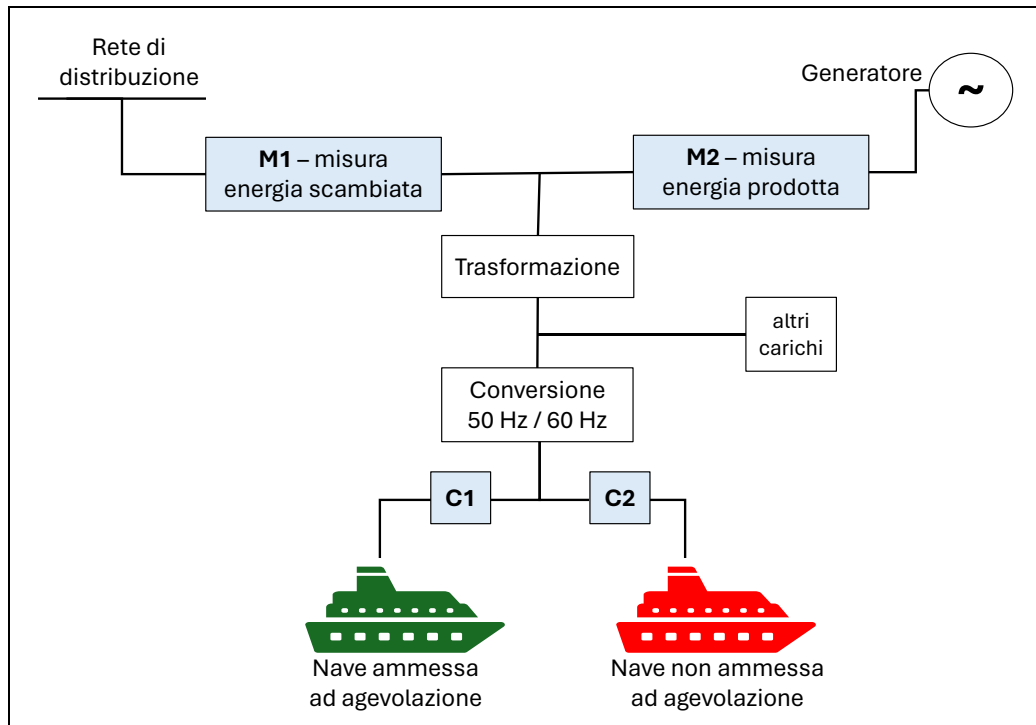 Rete di
distribuzione
Generatore
~
M1 – misura
energia scambiata
M2 – misura
energia prodotta
Trasformazione
altri
carichi
Conversione
50 Hz / 60 Hz
C1
C2
Nave ammessa
ad agevolazione
Nave non ammessa
ad agevolazione